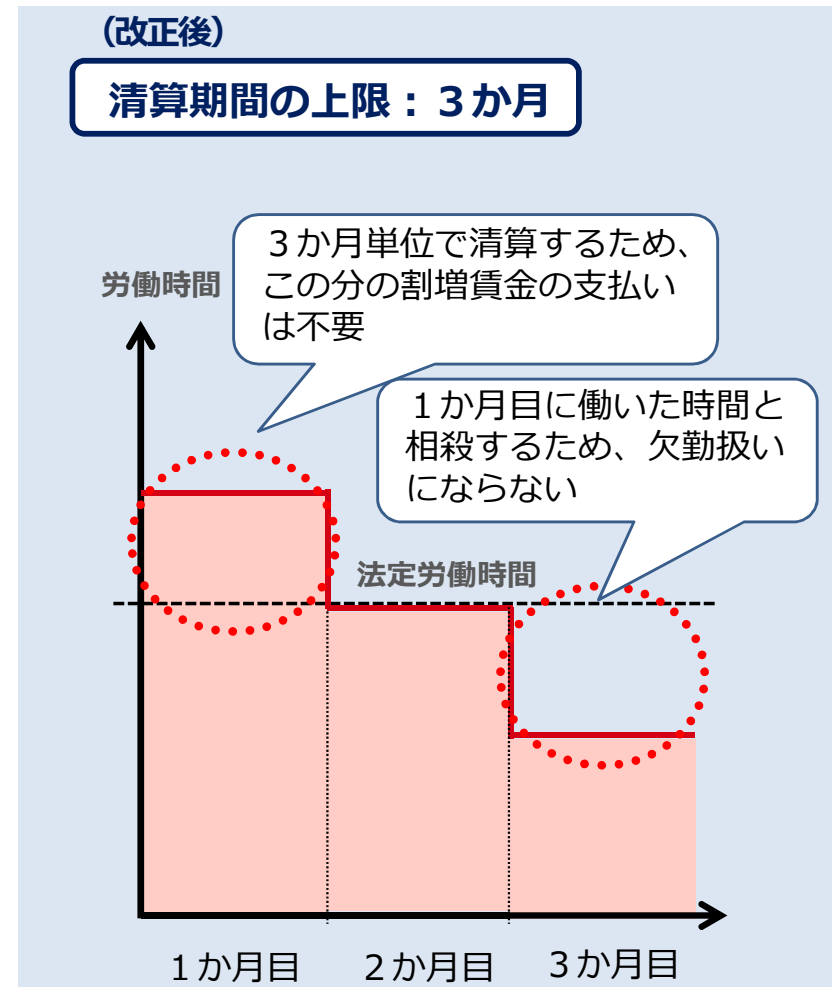 （改正後）
清算期間の上限：３か月
３か月単位で清算するため、
この分の割増賃金の支払い
は不要
労働時間
１か月目に働いた時間と
相殺するため、欠勤扱い
にならない
法定労働時間
１か月目
２か月目
３か月目